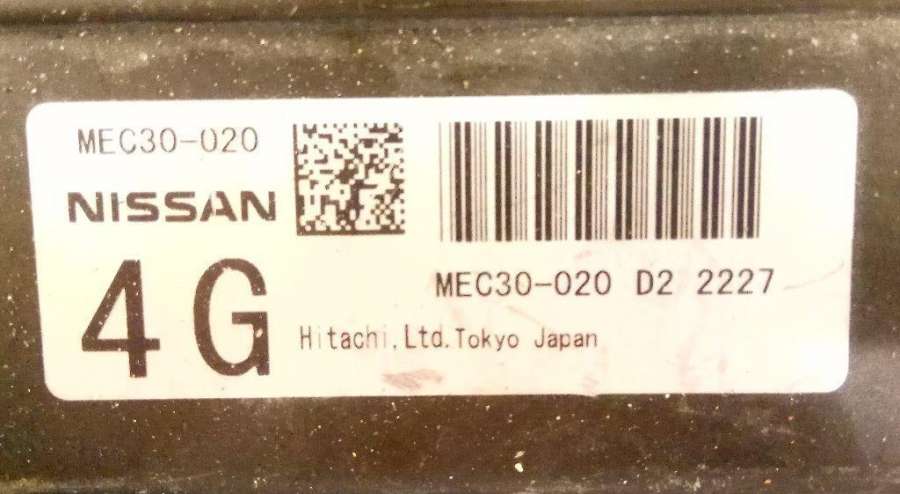 MEC30-020
NISSAN
4G
MEC30-020 D2 2227
Hitachi,Ltd.Tokyo Japan